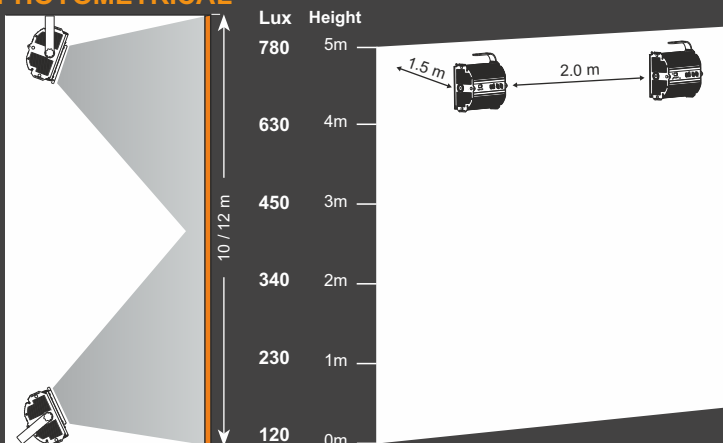 PHOTOMETRICAL
Lux Height
780 5m
1.5 m
2.0 m
630 4m
450 3m
10 / 12 m
340 2m
230 1m
120 0m